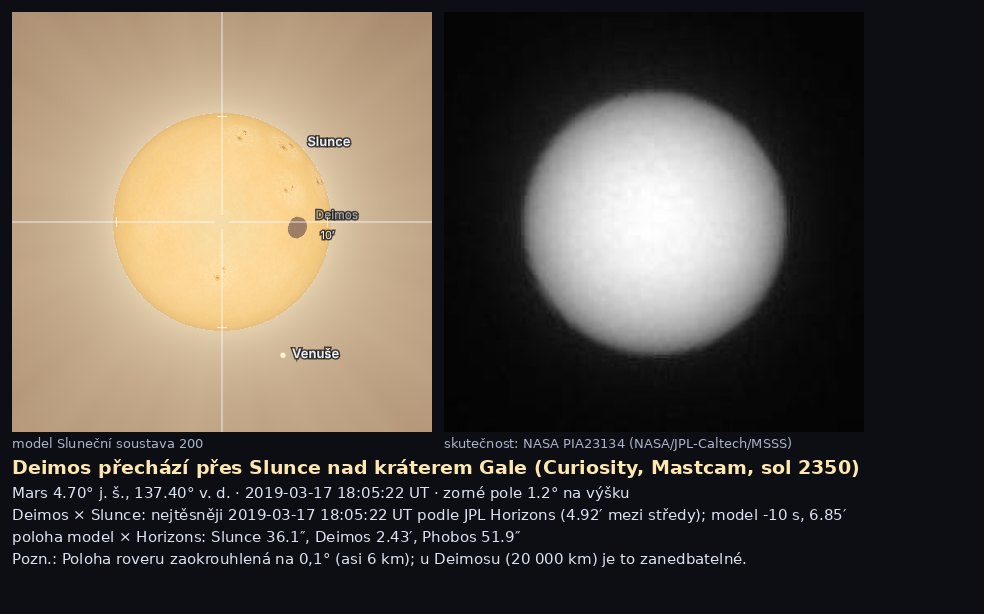 Slunce
Deimos
10'
Venuše
model Sluneční soustava 200
skutečnost: NASA PIA23134 (NASA/JPL-Caltech/MSSS)
Deimos přechází přes Slunce nad kráterem Gale (Curiosity, Mastcam, sol 2350)
Mars 4.70° j. š., 137.40° v. d. · 2019-03-17 18:05:22 UT · zorné pole 1.2° na výšku
Deimos × Slunce: nejtěsněji 2019-03-17 18:05:22 UT podle JPL Horizons (4.92′ mezi středy); model -10 s, 6.85′
poloha model × Horizons: Slunce 36.1″, Deimos 2.43′, Phobos 51.9″
Pozn.: Poloha roveru zaokrouhlená na 0,1° (asi 6 km); u Deimosu (20 000 km) je to zanedbatelné.